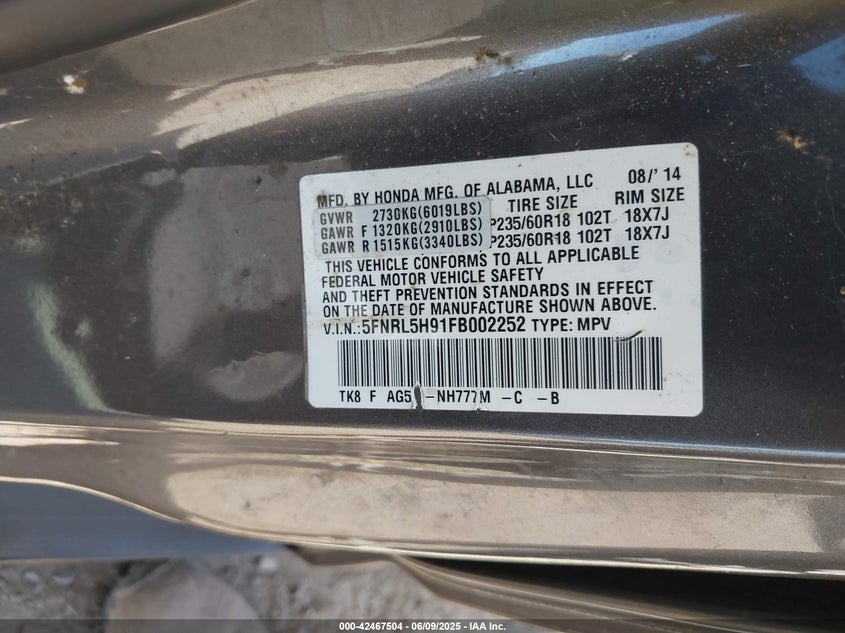 MFD. BY HONDA MFG. OF ALABAMA, LLC 08/'14
GVWR 2730KG(6019LBS) TIRE SIZE RIM SIZE
GAWR F 1320KG(2910LBS) P235/60R18 102T 18X7J
GAWR R 1515KG(3340LBS) P235/60R18 102T 18X7J
THIS VEHICLE CONFORMS TO ALL APPLICABLE
FEDERAL MOTOR VEHICLE SAFETY
AND THEFT PREVENTION STANDARDS IN EFFECT
ON THE DATE OF MANUFACTURE SHOWN ABOVE.
V.I.N.:5FNRL5H91FB002252 TYPE: MPV
TK8 F AG5 -NH777M -C -B
000-42467504 | 06/09/2025 | IAA Inc.